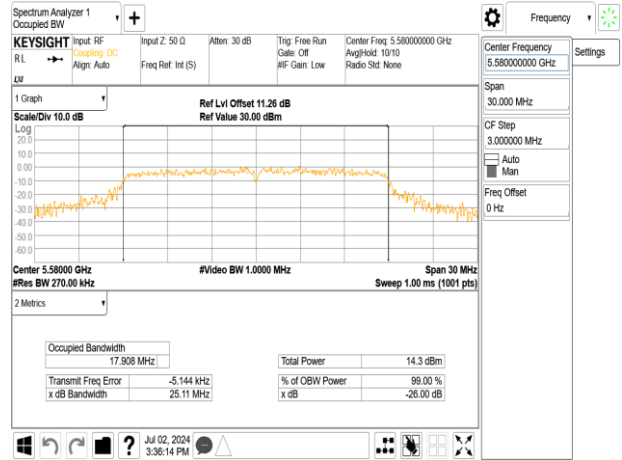 Spectrum Analyzer 1
Occupied BW
+
Frequency
KEYSIGHT
Input: RF
Coupling: DC
Align: Auto
RL
LXI
Input Z: 50 Ω
Freq Ref: Int (S)
Atten: 30 dB
Trig: Free Run
Gate: Off
#IF Gain: Low
Center Freq: 5.580000000 GHz
Avg|Hold: 10/10
Radio Std: None
Center Frequency
5.580000000 GHz
Settings
Span
30.000 MHz
CF Step
3.000000 MHz
Auto
Man
Freq Offset
0 Hz
1 Graph
Scale/Div 10.0 dB
Ref Lvl Offset 11.26 dB
Ref Value 30.00 dBm
Log
20.0
10.0
0.00
-10.0
-20.0
-30.0
-40.0
-50.0
-60.0
Center 5.58000 GHz
#Video BW 1.0000 MHz
Span 30 MHz
#Res BW 270.00 kHz
Sweep 1.00 ms (1001 pts)
2 Metrics
Occupied Bandwidth
17.908 MHz
Total Power 14.3 dBm
Transmit Freq Error -5.144 kHz
% of OBW Power 99.00 %
x dB Bandwidth 25.11 MHz
x dB -26.00 dB
?
Jul 02, 2024
3:36:14 PM